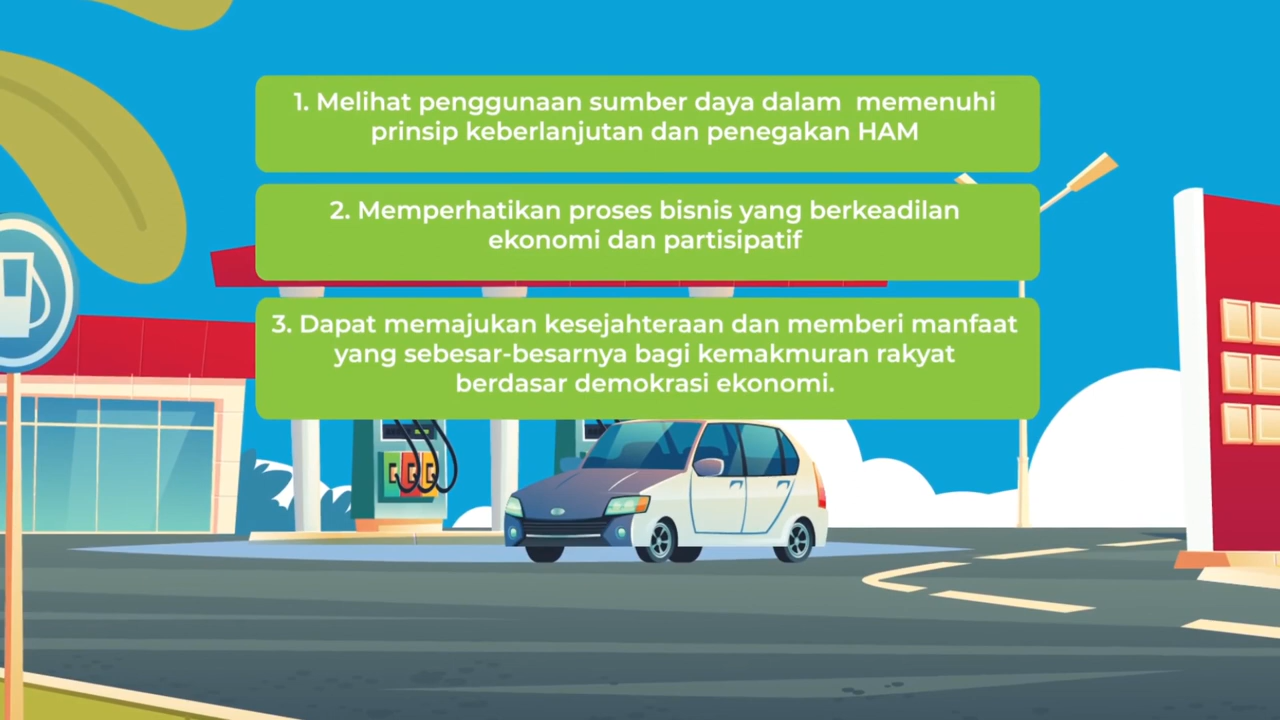 1. Melihat penggunaan sumber daya dalam  memenuhi
prinsip keberlanjutan dan penegakan HAM
2. Memperhatikan proses bisnis yang berkeadilan
ekonomi dan partisipatif
3. Dapat memajukan kesejahteraan dan memberi manfaat
yang sebesar-besarnya bagi kemakmuran rakyat
berdasar demokrasi ekonomi.